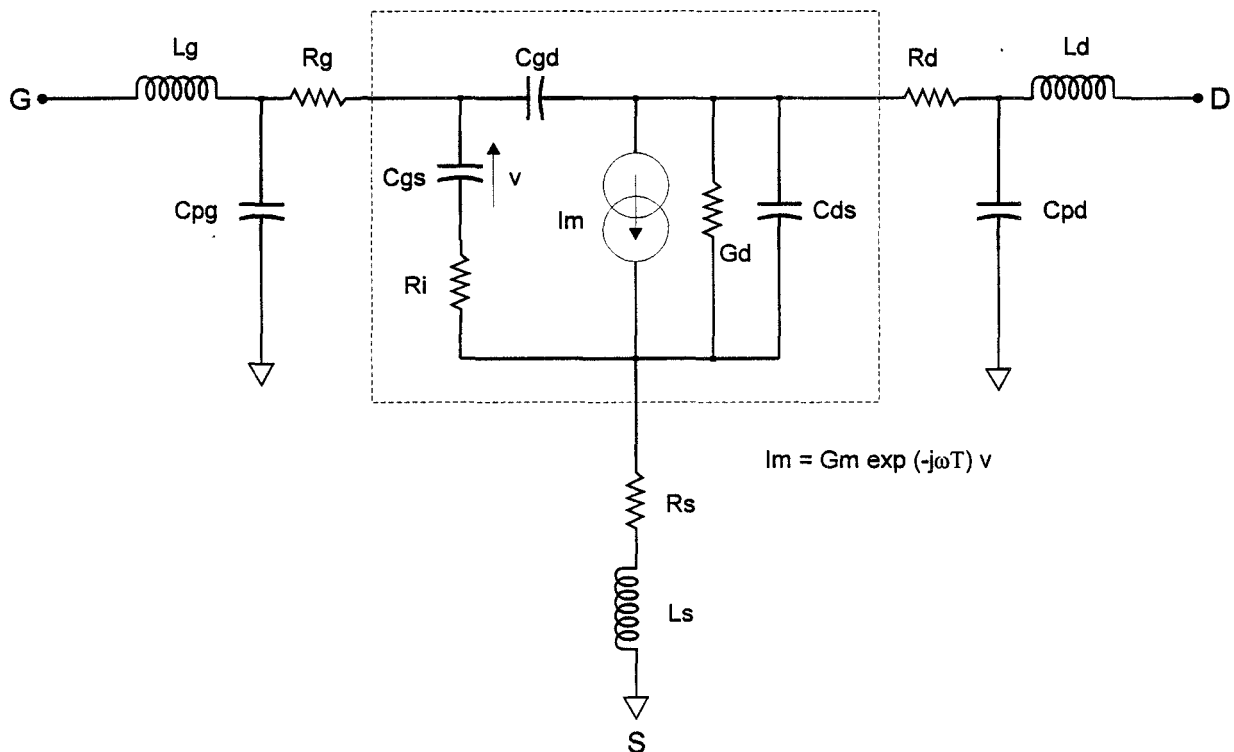 Lg
Rg
Cgd
Rd
Ld
G
D
Cgs
v
Cpg
Im
Gd
Cds
Cpd
Ri
Im = Gm exp (-jωT) v
Rs
Ls
S